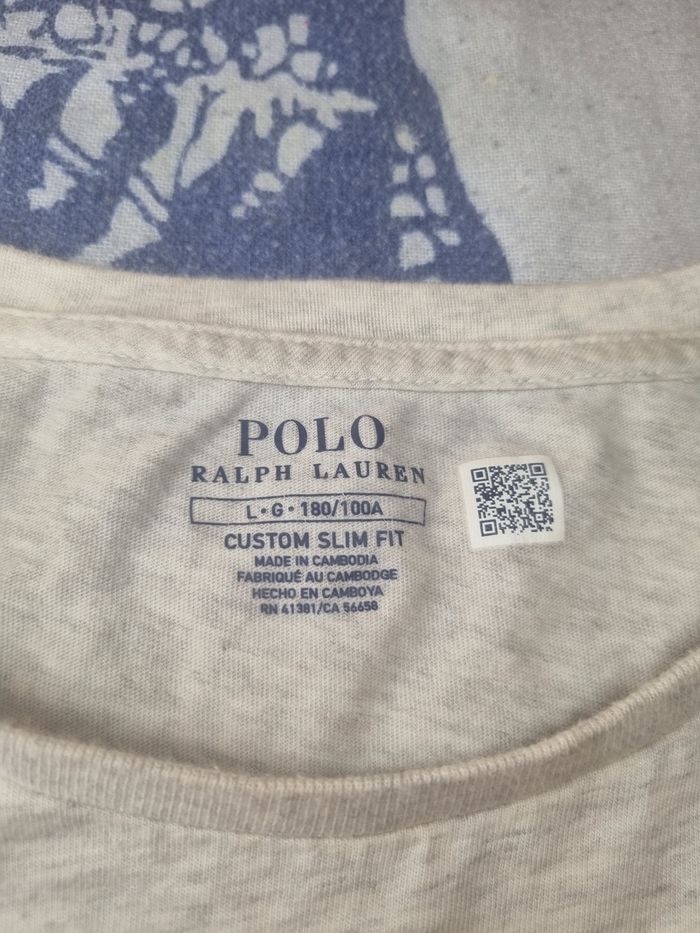 POLO
RALPH LAUREN
L•G•180/100A
CUSTOM SLIM FIT
MADE IN CAMBODIA
FABRIQUÉ AU CAMBODGE
HECHO EN CAMBOYA
RN 41381/CA 56658